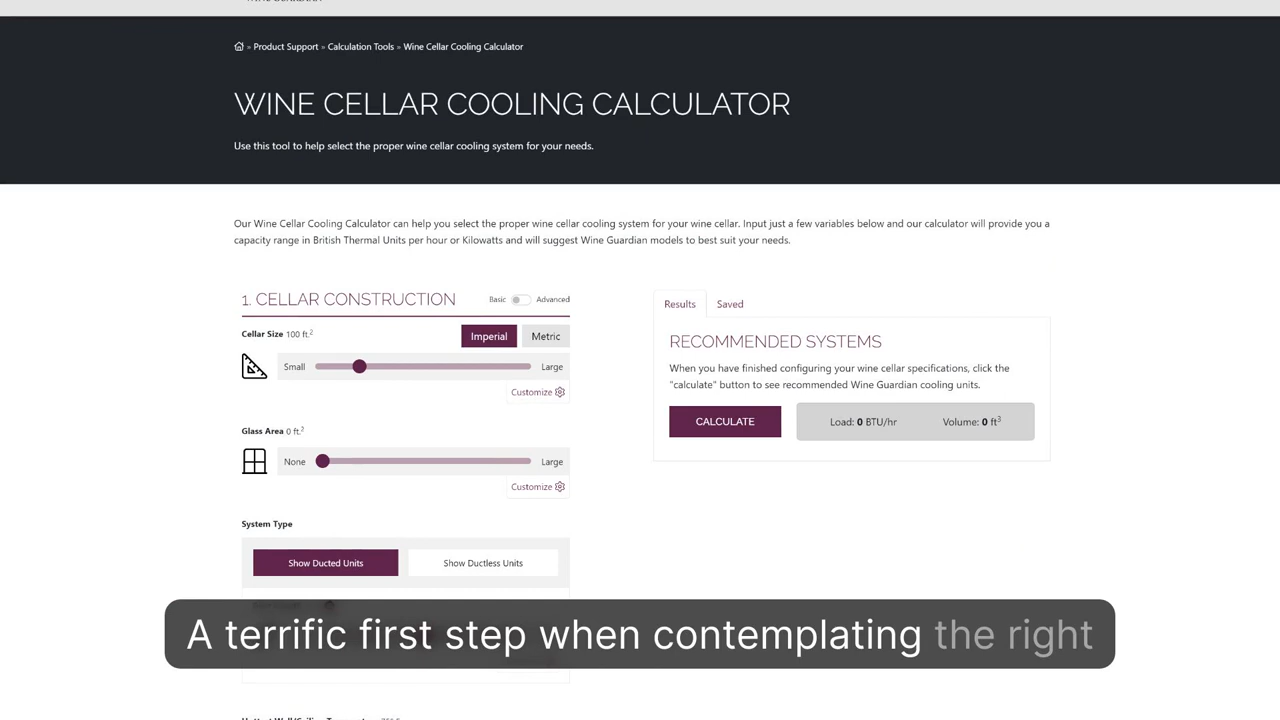 » Product Support » Calculation Tools » Wine Cellar Cooling Calculator
WINE CELLAR COOLING CALCULATOR
Use this tool to help select the proper wine cellar cooling system for your needs.
Our Wine Cellar Cooling Calculator can help you select the proper wine cellar cooling system for your wine cellar. Input just a few variables below and our calculator will provide you a
capacity range in British Thermal Units per hour or Kilowatts and will suggest Wine Guardian models to best suit your needs.
1. CELLAR CONSTRUCTION
Basic Advanced
Cellar Size 100 ft.²
Imperial Metric
Small Large
Customize
Glass Area 0 ft.²
None Large
Customize
System Type
Show Ducted Units Show Ductless Units
Results Saved
RECOMMENDED SYSTEMS
When you have finished configuring your wine cellar specifications, click the
"calculate" button to see recommended Wine Guardian cooling units.
CALCULATE Load: 0 BTU/hr Volume: 0 ft³
A terrific first step when contemplating the right